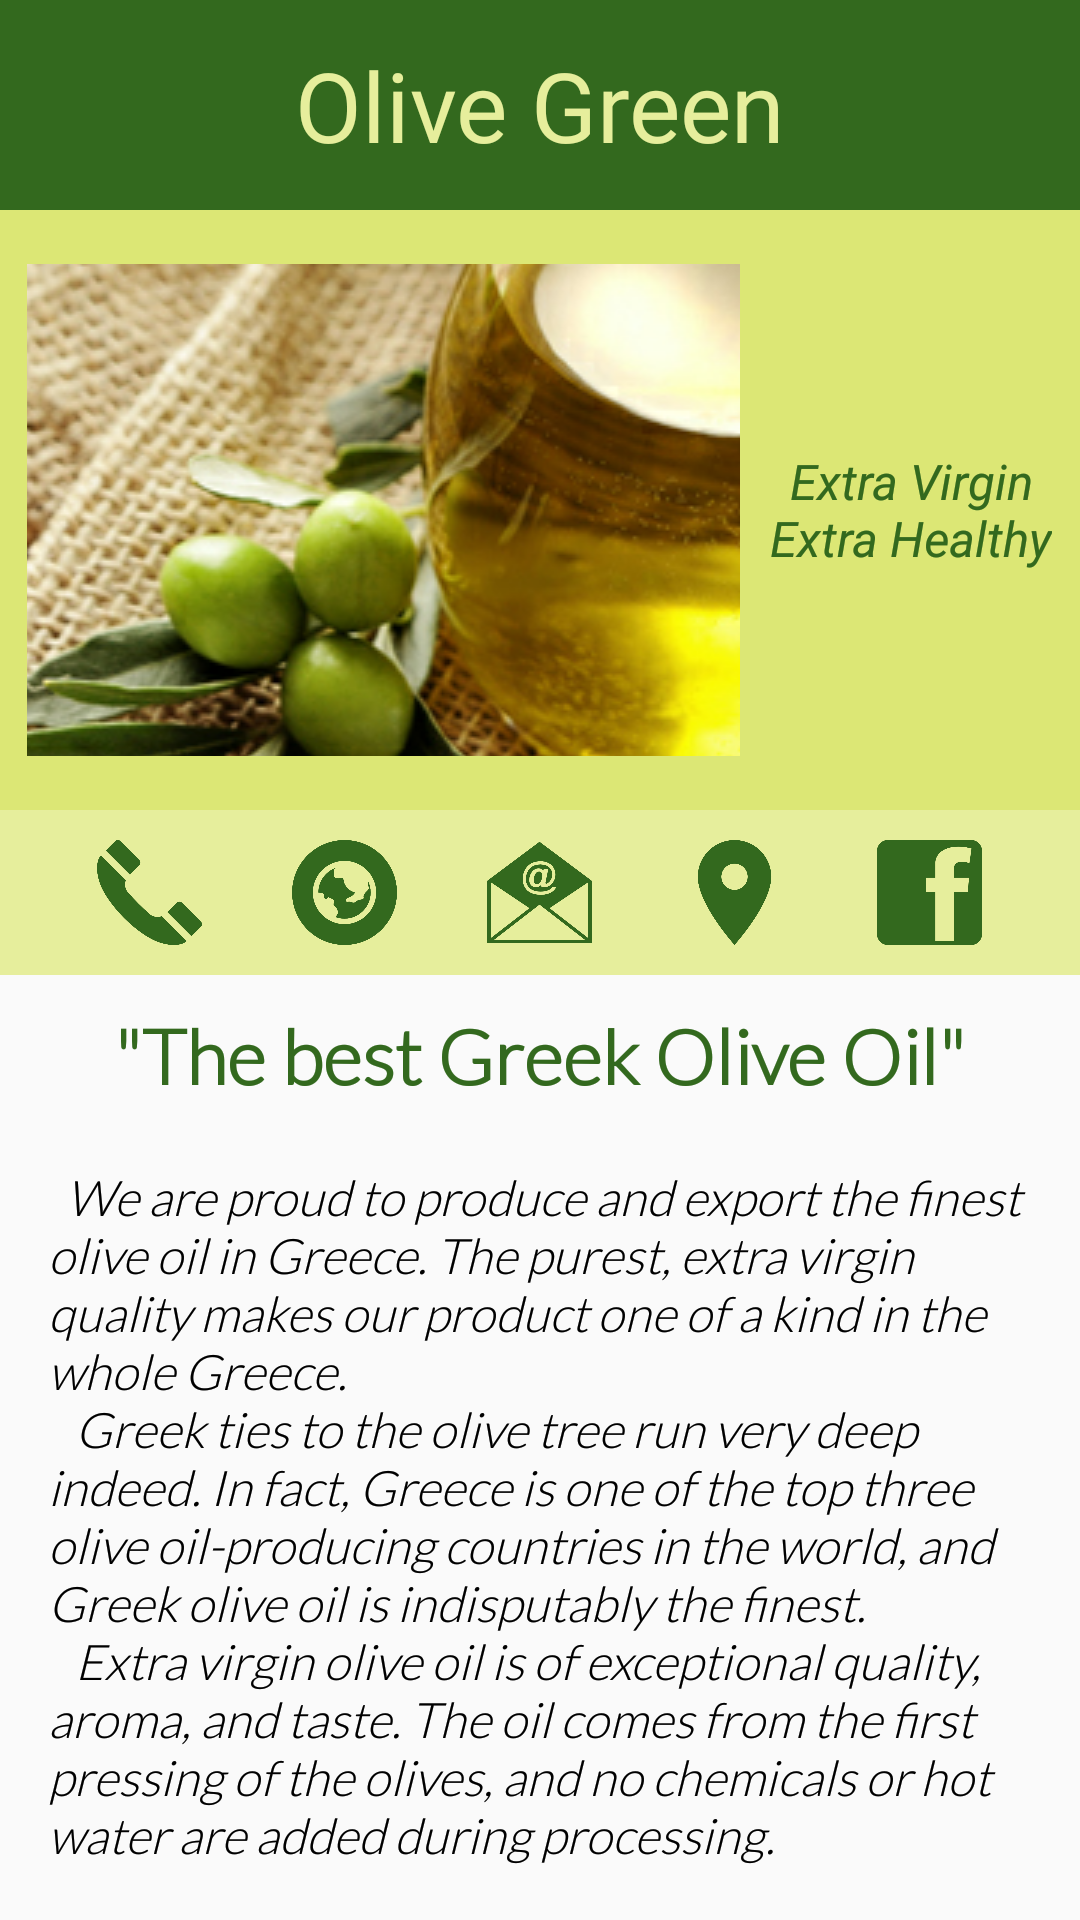 Olive Green
Extra Virgin
Extra Healthy
@
f
"The best Greek Olive Oil"
We are proud to produce and export the finest
olive oil in Greece. The purest, extra virgin
quality makes our product one of a kind in the
whole Greece.
Greek ties to the olive tree run very deep
indeed. In fact, Greece is one of the top three
olive oil-producing countries in the world, and
Greek olive oil is indisputably the finest.
Extra virgin olive oil is of exceptional quality,
aroma, and taste. The oil comes from the first
pressing of the olives, and no chemicals or hot
water are added during processing.